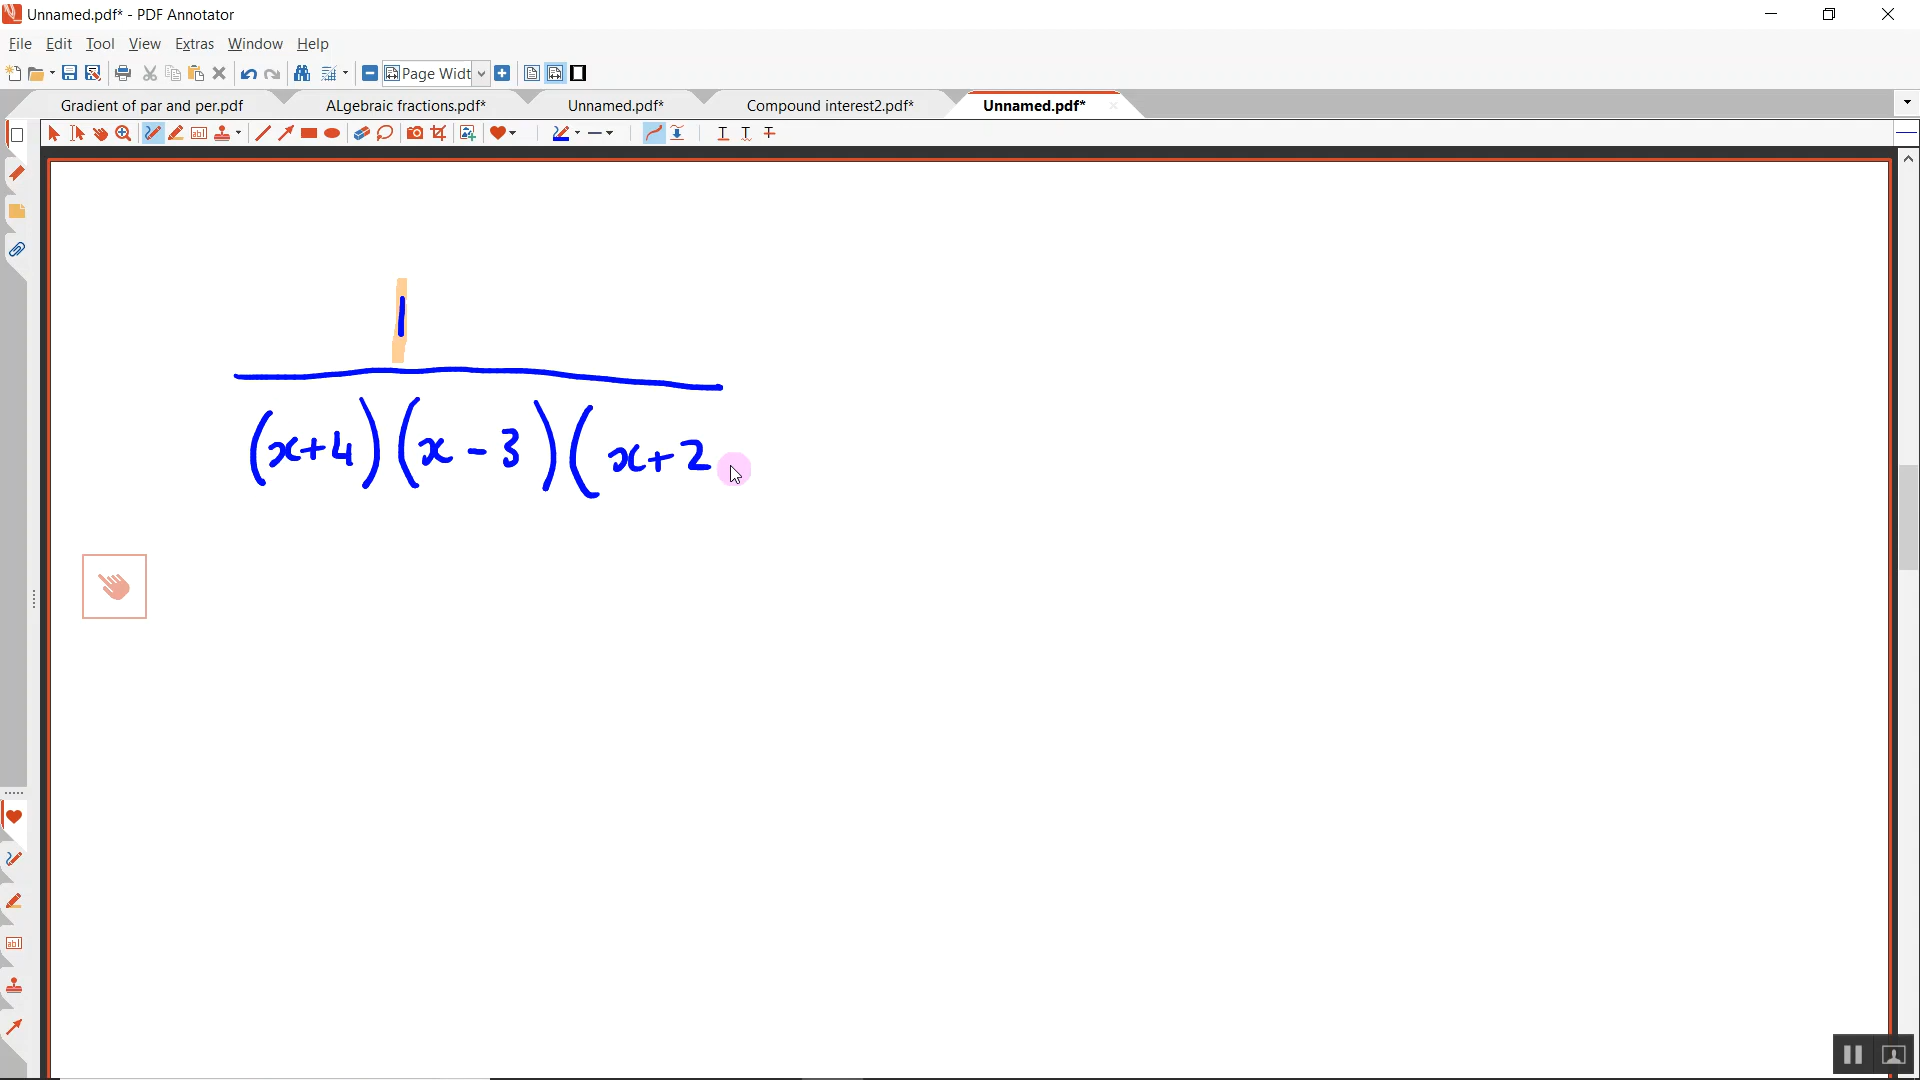 Unnamed.pdf* - PDF Annotator
File Edit Tool View Extras Window Help
Page Widt
Gradient of par and per.pdf ALgebraic fractions.pdf* Unnamed.pdf* Compound interest2.pdf* Unnamed.pdf*
1
(x+4)(x-3)(x+2